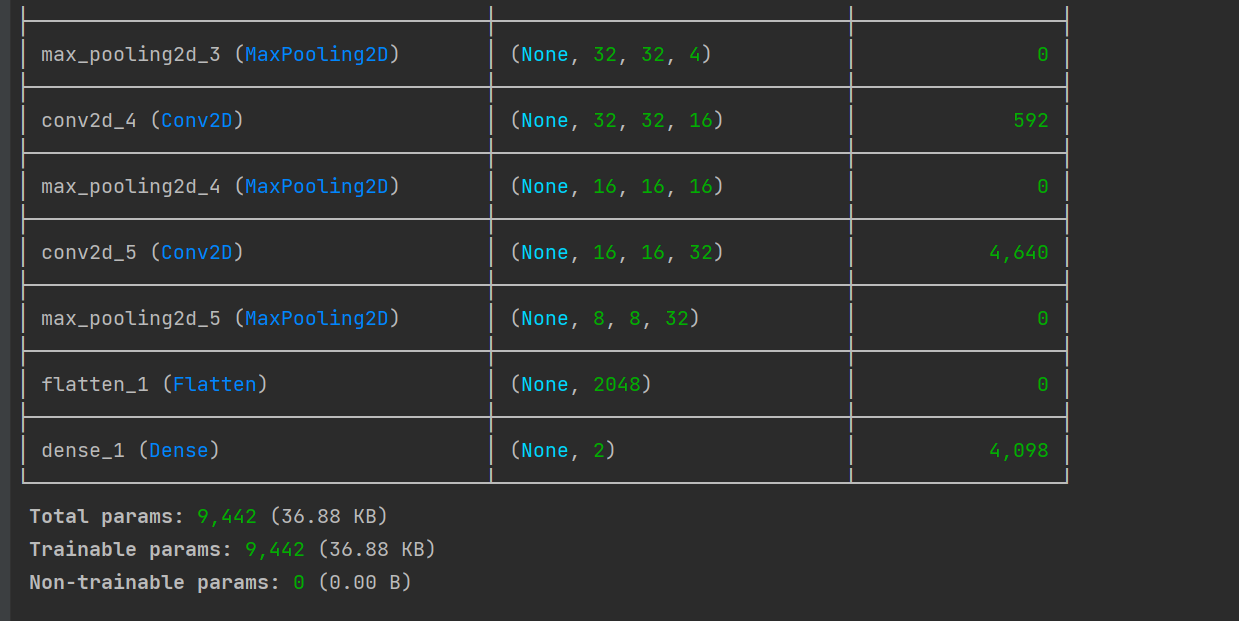 max_pooling2d_3 (MaxPooling2D) (None, 32, 32, 4) 0
conv2d_4 (Conv2D) (None, 32, 32, 16) 592
max_pooling2d_4 (MaxPooling2D) (None, 16, 16, 16) 0
conv2d_5 (Conv2D) (None, 16, 16, 32) 4,640
max_pooling2d_5 (MaxPooling2D) (None, 8, 8, 32) 0
flatten_1 (Flatten) (None, 2048) 0
dense_1 (Dense) (None, 2) 4,098
Total params: 9,442 (36.88 KB)
Trainable params: 9,442 (36.88 KB)
Non-trainable params: 0 (0.00 B)